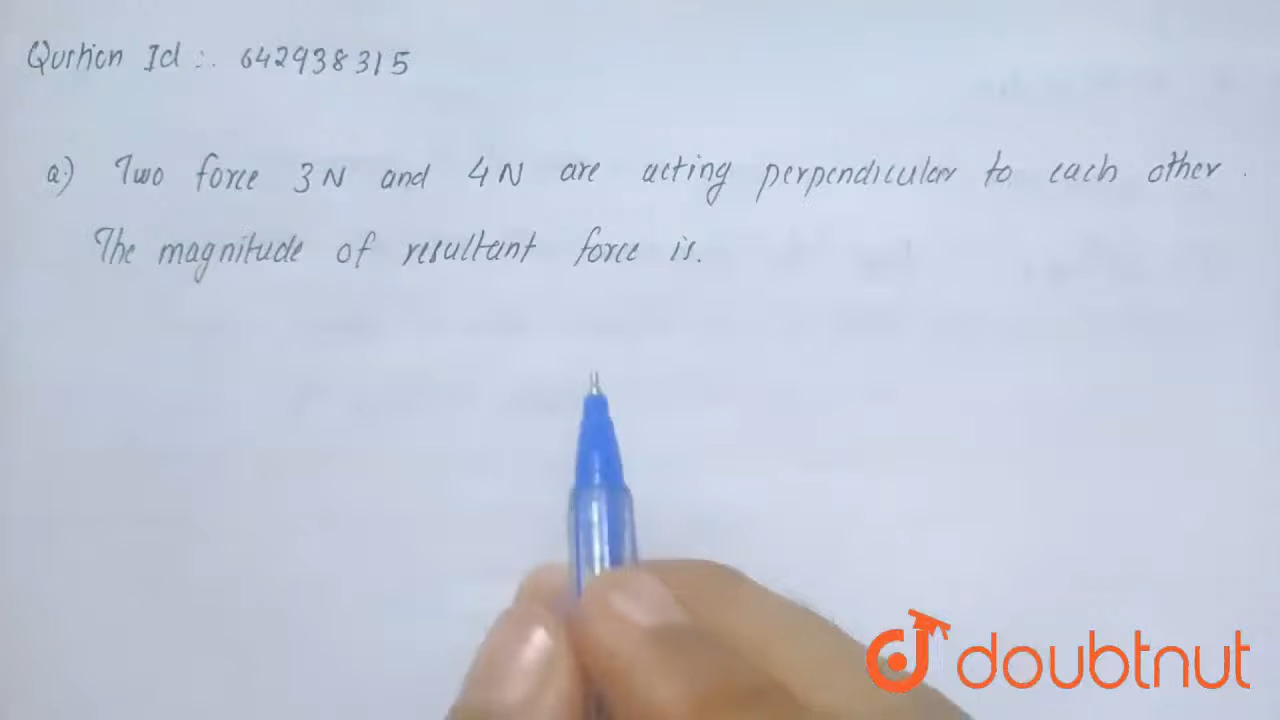 Qustion Id :. 642938315
a.) Two force 3N and 4N are acting perpendicular to each other.
The magnitude of resultant force is.
doubtnut